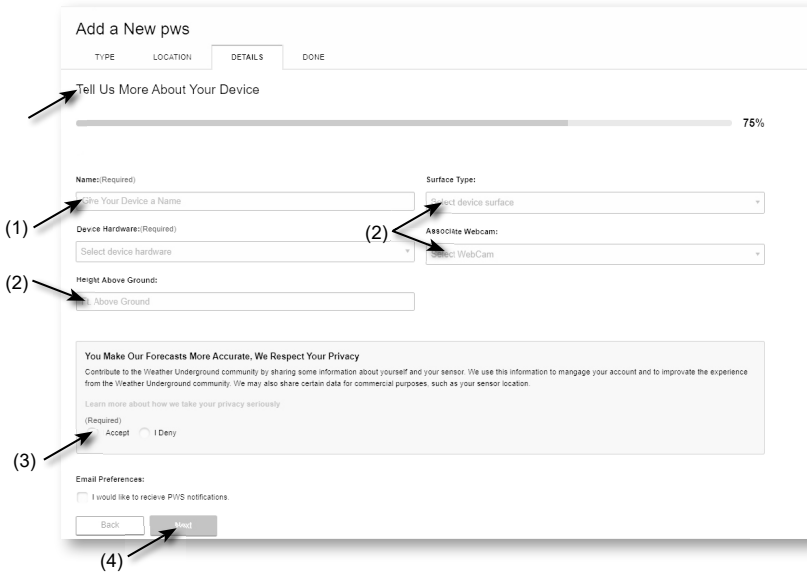 Add a New pws
TYPE LOCATION DETAILS DONE
Tell Us More About Your Device
75%
Name:(Required)
Give Your Device a Name
(1)
Surface Type:
Select device surface
Device Hardware:(Required)
Select device hardware
(2)
Associate Webcam:
Select WebCam
Height Above Ground:
(2)
Ft. Above Ground
You Make Our Forecasts More Accurate, We Respect Your Privacy
Contribute to the Weather Underground community by sharing some information about yourself and your sensor. We use this information to mangage your account and to improvate the experience
from the Weather Underground community. We may also share certain data for commercial purposes, such as your sensor location.
Learn more about how we take your privacy seriously
(Required)
Accept I Deny
(3)
Email Preferences:
I would like to recieve PWS notifications.
Back Next
(4)